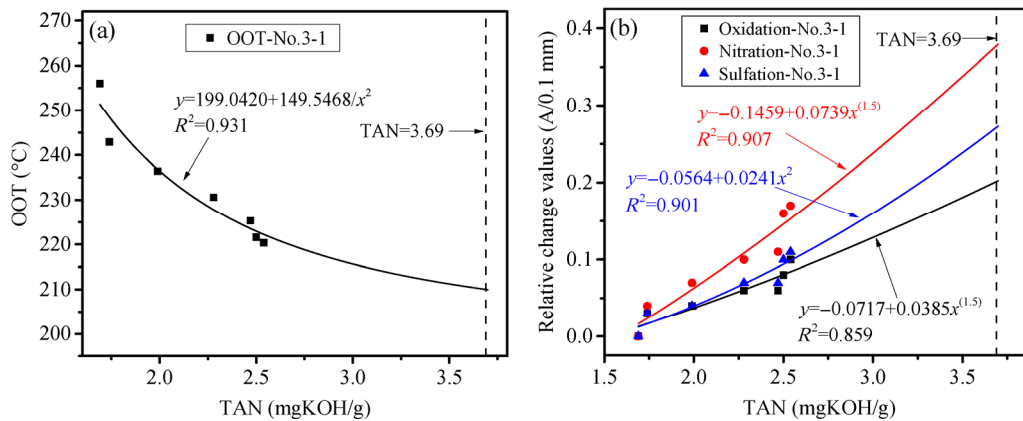 (a)
OOT-No.3-1
y=199.0420+149.5468/x²
R²=0.931
TAN=3.69
260
250
240
230
220
210
200
OOT (°C)
2.0
2.5
3.0
3.5
TAN (mgKOH/g)
(b)
Oxidation-No.3-1
Nitration-No.3-1
Sulfation-No.3-1
TAN=3.69
y=−0.1459+0.0739x^(1.5)
R²=0.907
y=−0.0564+0.0241x²
R²=0.901
y=−0.0717+0.0385x^(1.5)
R²=0.859
0.4
0.3
0.2
0.1
0.0
Relative change values (A/0.1 mm)
1.5
2.0
2.5
3.0
3.5
TAN (mgKOH/g)